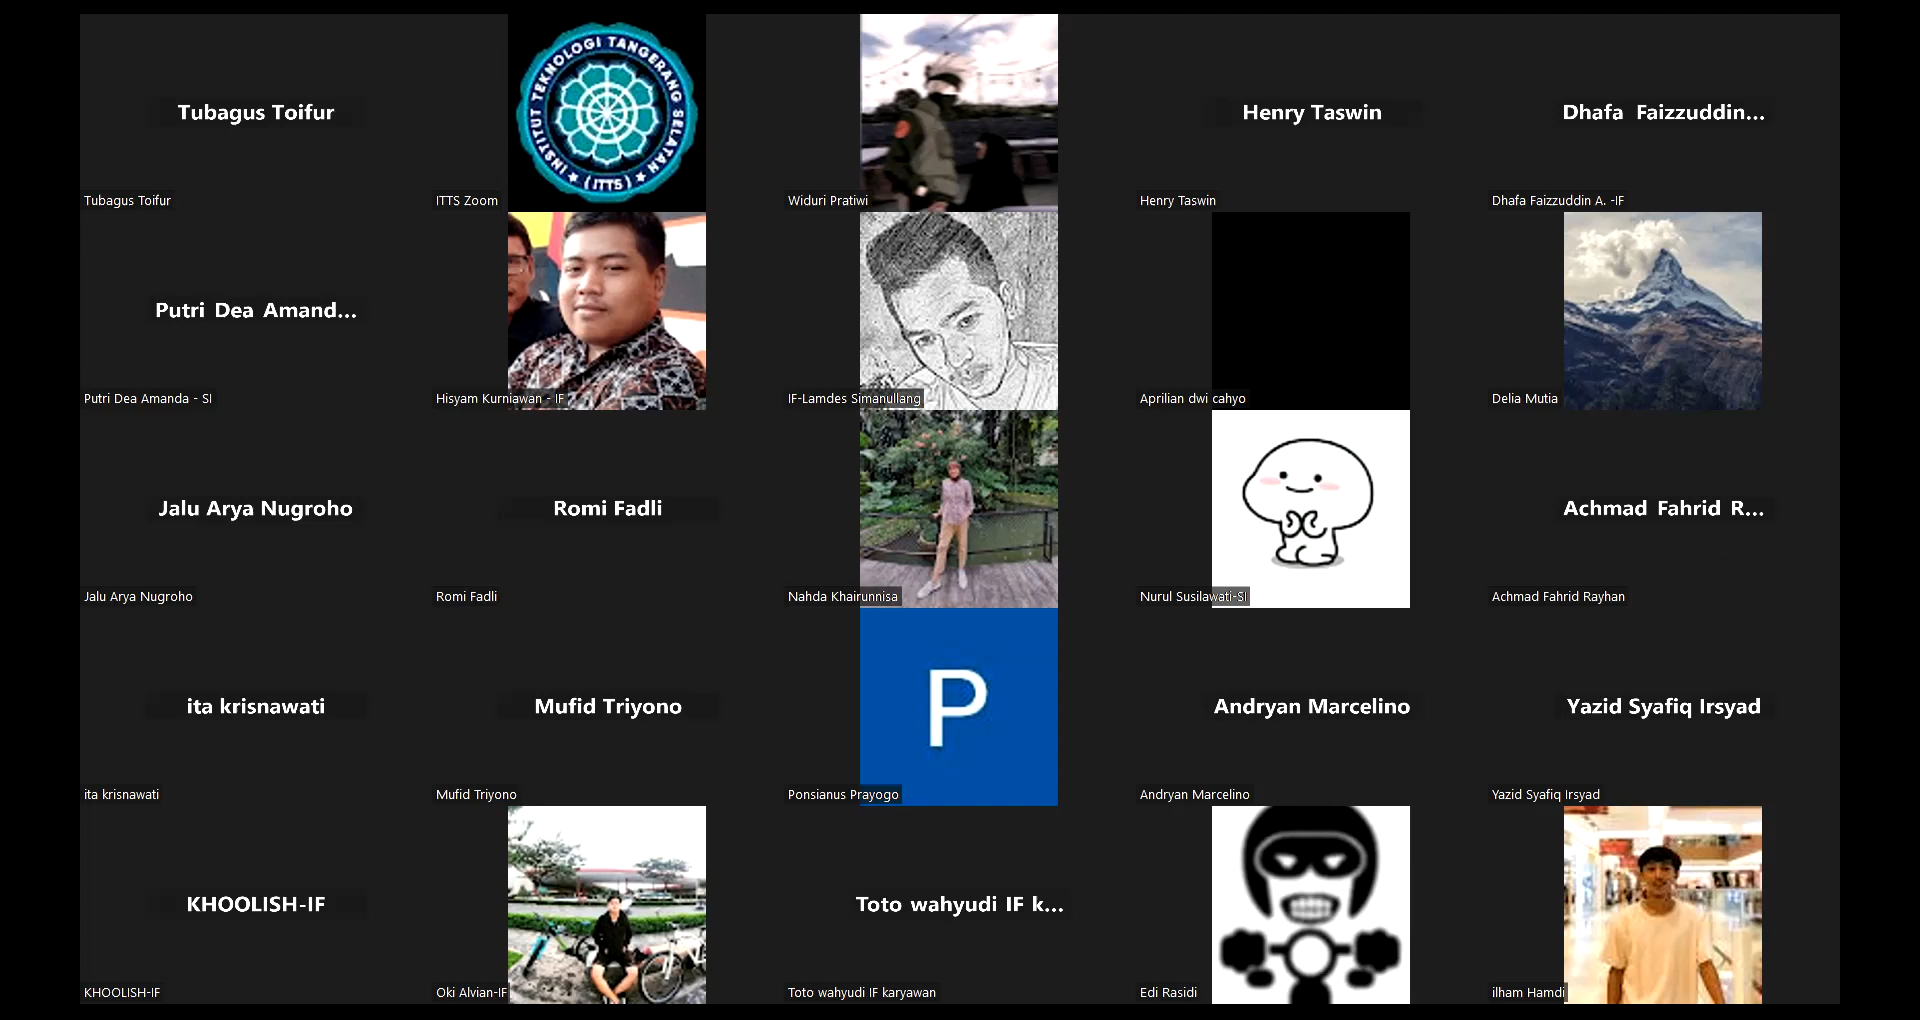 Tubagus Toifur
INSTITUT TEKNOLOGI TANGERANG SELATAN
(ITTS)
Henry Taswin
Dhafa Faizzuddin...
Tubagus Toifur
ITTS Zoom
Widuri Pratiwi
Henry Taswin
Dhafa Faizzuddin A. -IF
Putri Dea Amand...
Putri Dea Amanda - SI
Hisyam Kurniawan - IF
IF-Lamdes Simanullang
Aprilian dwi cahyo
Delia Mutia
Jalu Arya Nugroho
Romi Fadli
Achmad Fahrid R...
Jalu Arya Nugroho
Romi Fadli
Nahda Khairunnisa
Nurul Susilawati-SI
Achmad Fahrid Rayhan
ita krisnawati
Mufid Triyono
P
Andryan Marcelino
Yazid Syafiq Irsyad
ita krisnawati
Mufid Triyono
Ponsianus Prayogo
Andryan Marcelino
Yazid Syafiq Irsyad
KHOOLISH-IF
Toto wahyudi IF k...
KHOOLISH-IF
Oki Alvian-IF
Toto wahyudi IF karyawan
Edi Rasidi
ilham Hamdi